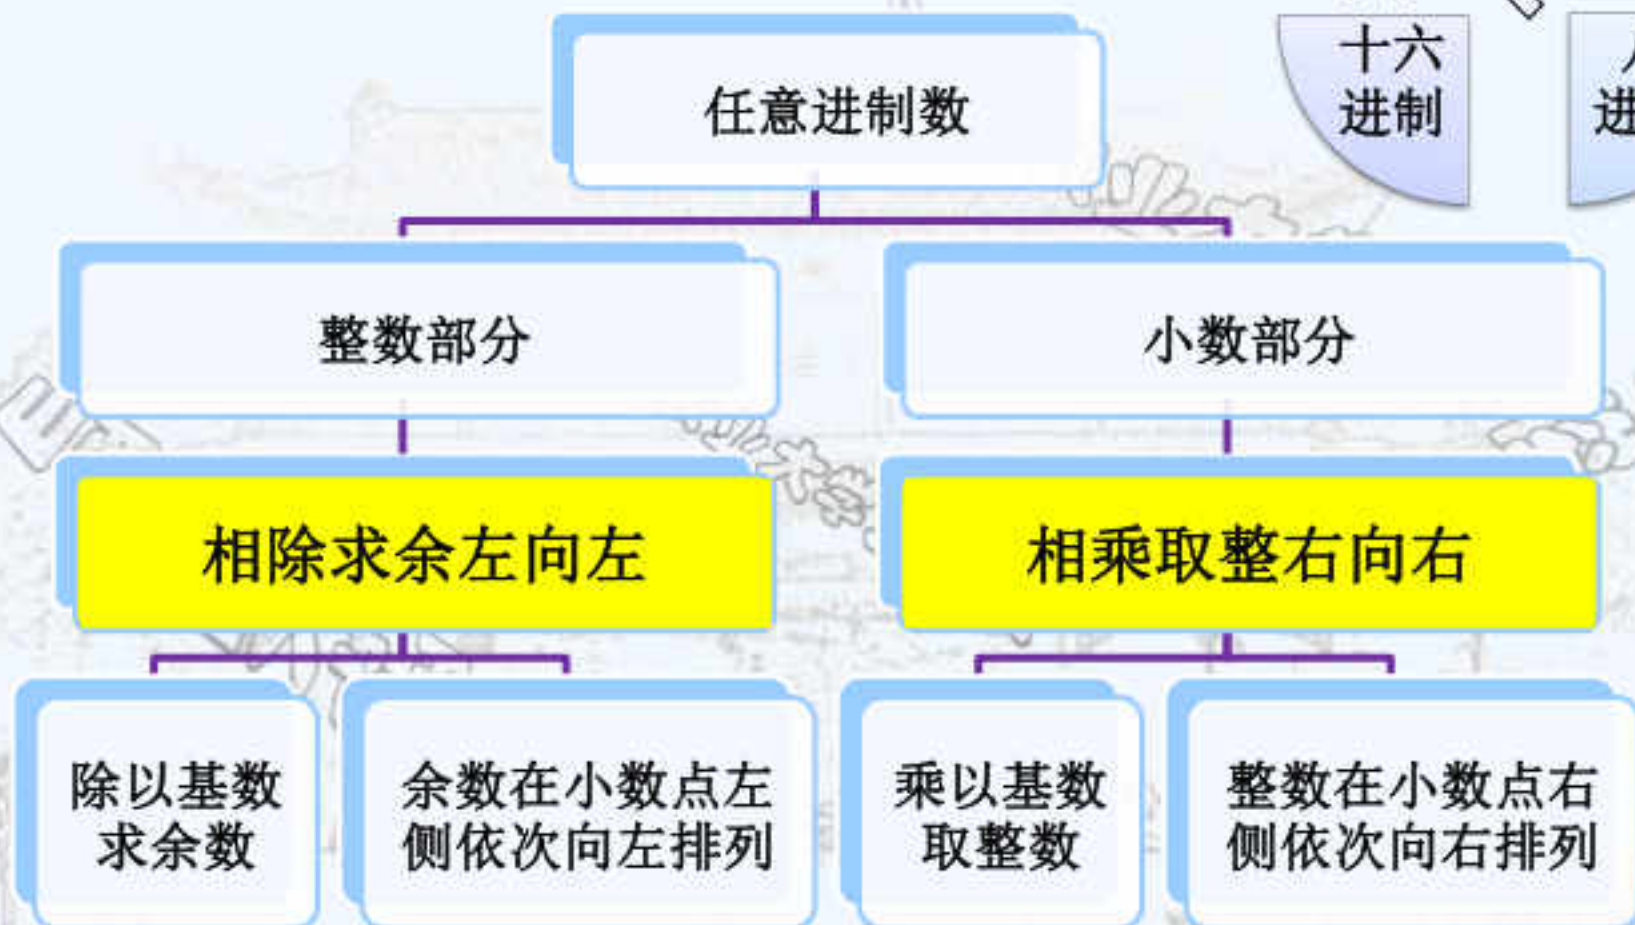 任意进制数
十六
进制
进
整数部分
小数部分
相除求余左向左
相乘取整右向右
除以基数
求余数
余数在小数点左
侧依次向左排列
乘以基数
取整数
整数在小数点右
侧依次向右排列